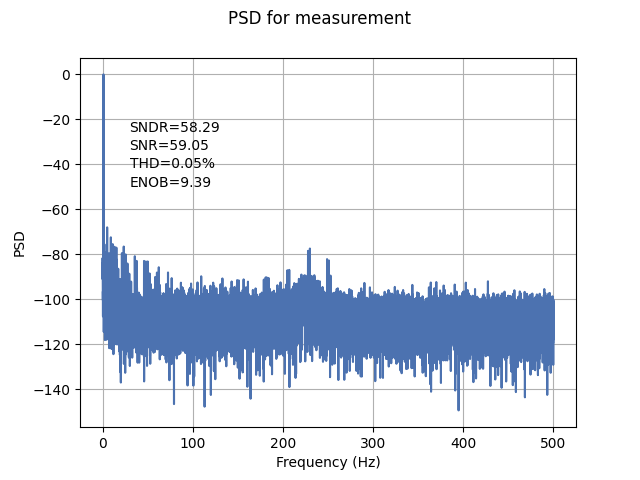 PSD for measurement
0
−20
−40
−60
−80
−100
−120
−140
PSD
SNDR=58.29
SNR=59.05
THD=0.05%
ENOB=9.39
0 100 200 300 400 500
Frequency (Hz)